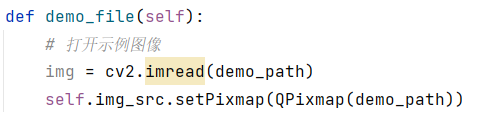 def demo_file(self):
    # 打开示例图像
    img = cv2.imread(demo_path)
    self.img_src.setPixmap(QPixmap(demo_path))